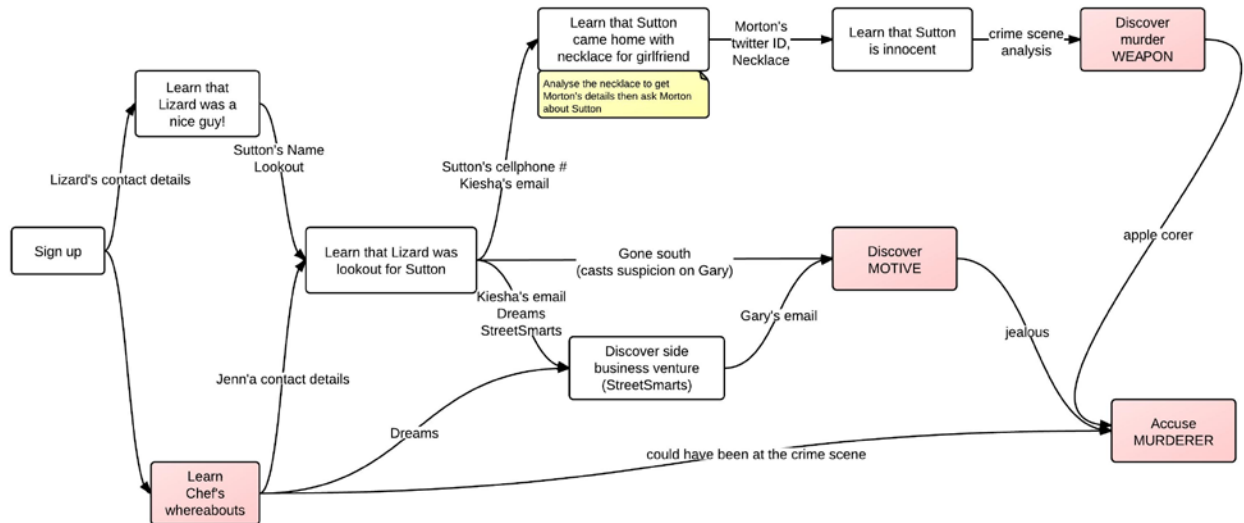 Learn that Sutton
came home with
necklace for girlfriend
Analyse the necklace to get
Morton's details then ask Morton
about Sutton
Morton's
twitter ID,
Necklace
Learn that Sutton
is innocent
crime scene
analysis
Discover
murder
WEAPON
Learn that
Lizard was a
nice guy!
Sutton's Name
Lookout
Lizard's contact details
Sutton's cellphone #
Kiesha's email
Sign up
Learn that Lizard was
lookout for Sutton
Gone south
(casts suspicion on Gary)
Discover
MOTIVE
apple corer
Kiesha's email
Dreams
StreetSmarts
Gary's email
jealous
Discover side
business venture
(StreetSmarts)
Jenn'a contact details
Dreams
could have been at the crime scene
Accuse
MURDERER
Learn
Chef's
whereabouts